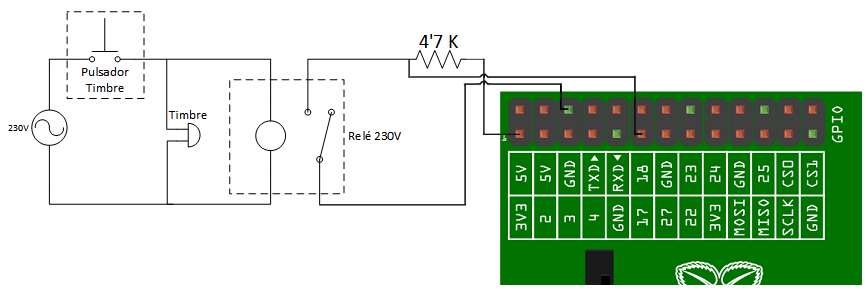 4'7 K
Pulsador
Timbre
Timbre
230V
Relé 230V
GPIO
5V 5V GND TXD RXD 18 GND 23 24 GND 25 CS0 CS1
3V3 2 3 4 GND 17 27 22 3V3 MOSI MISO SCLK GND